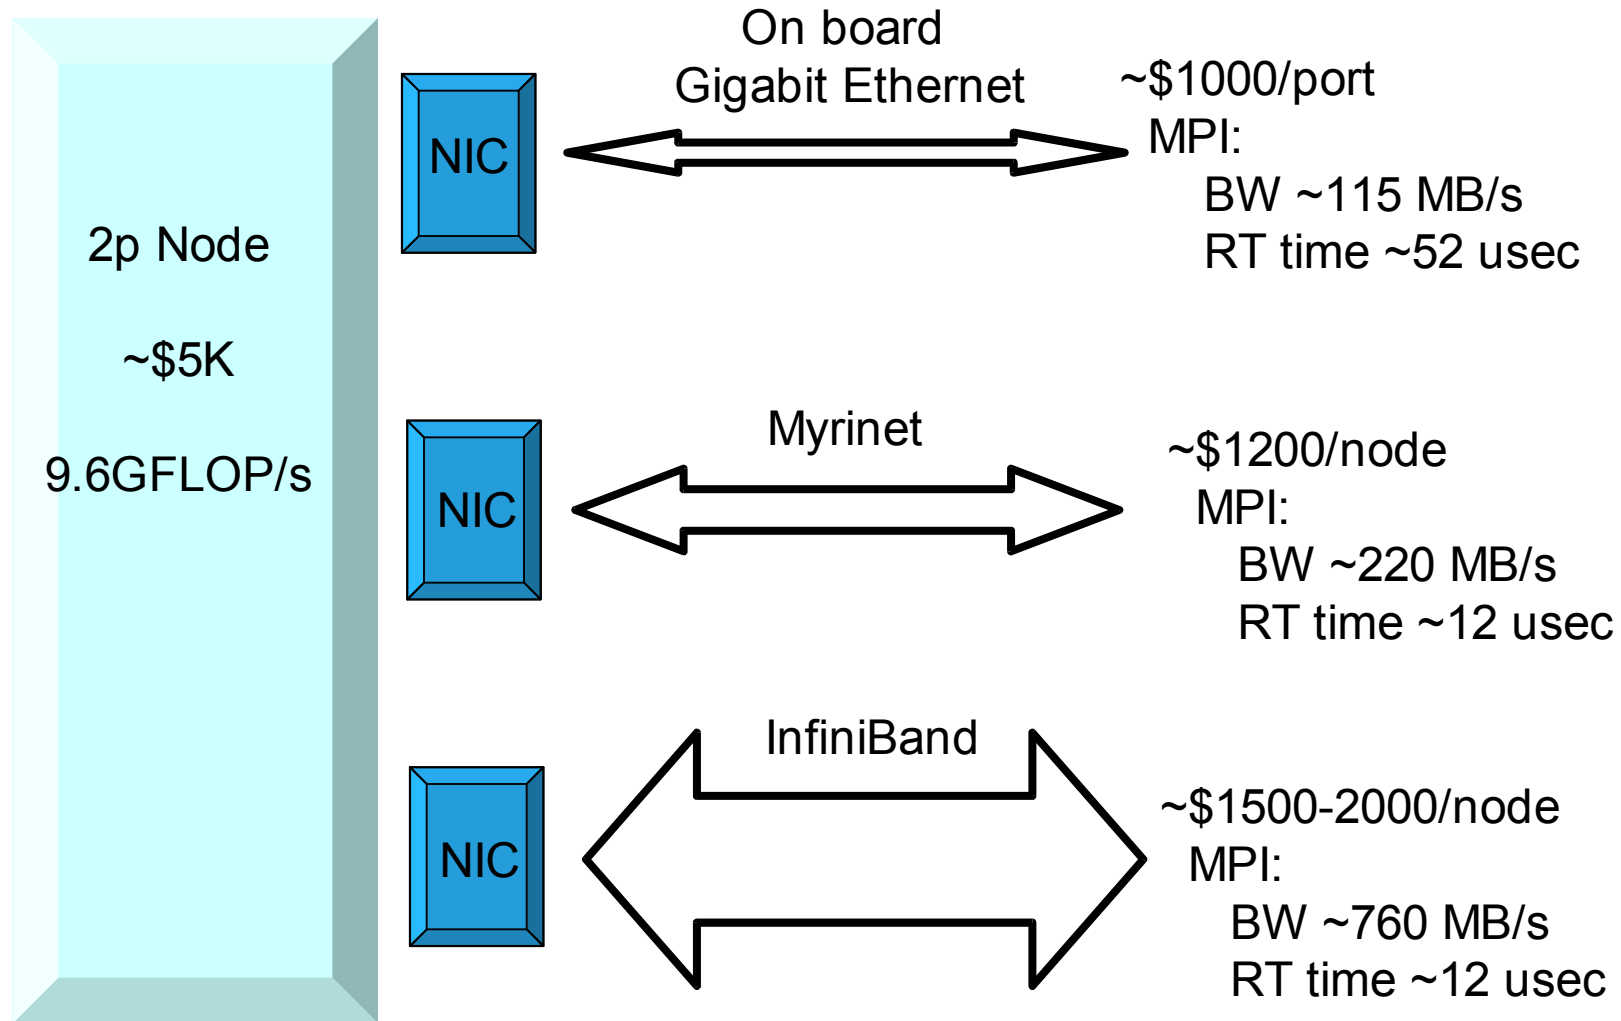 2p Node
~$5K
9.6GFLOP/s
NIC
On board
Gigabit Ethernet
~$1000/port
MPI:
BW ~115 MB/s
RT time ~52 usec
NIC
Myrinet
~$1200/node
MPI:
BW ~220 MB/s
RT time ~12 usec
NIC
InfiniBand
~$1500-2000/node
MPI:
BW ~760 MB/s
RT time ~12 usec